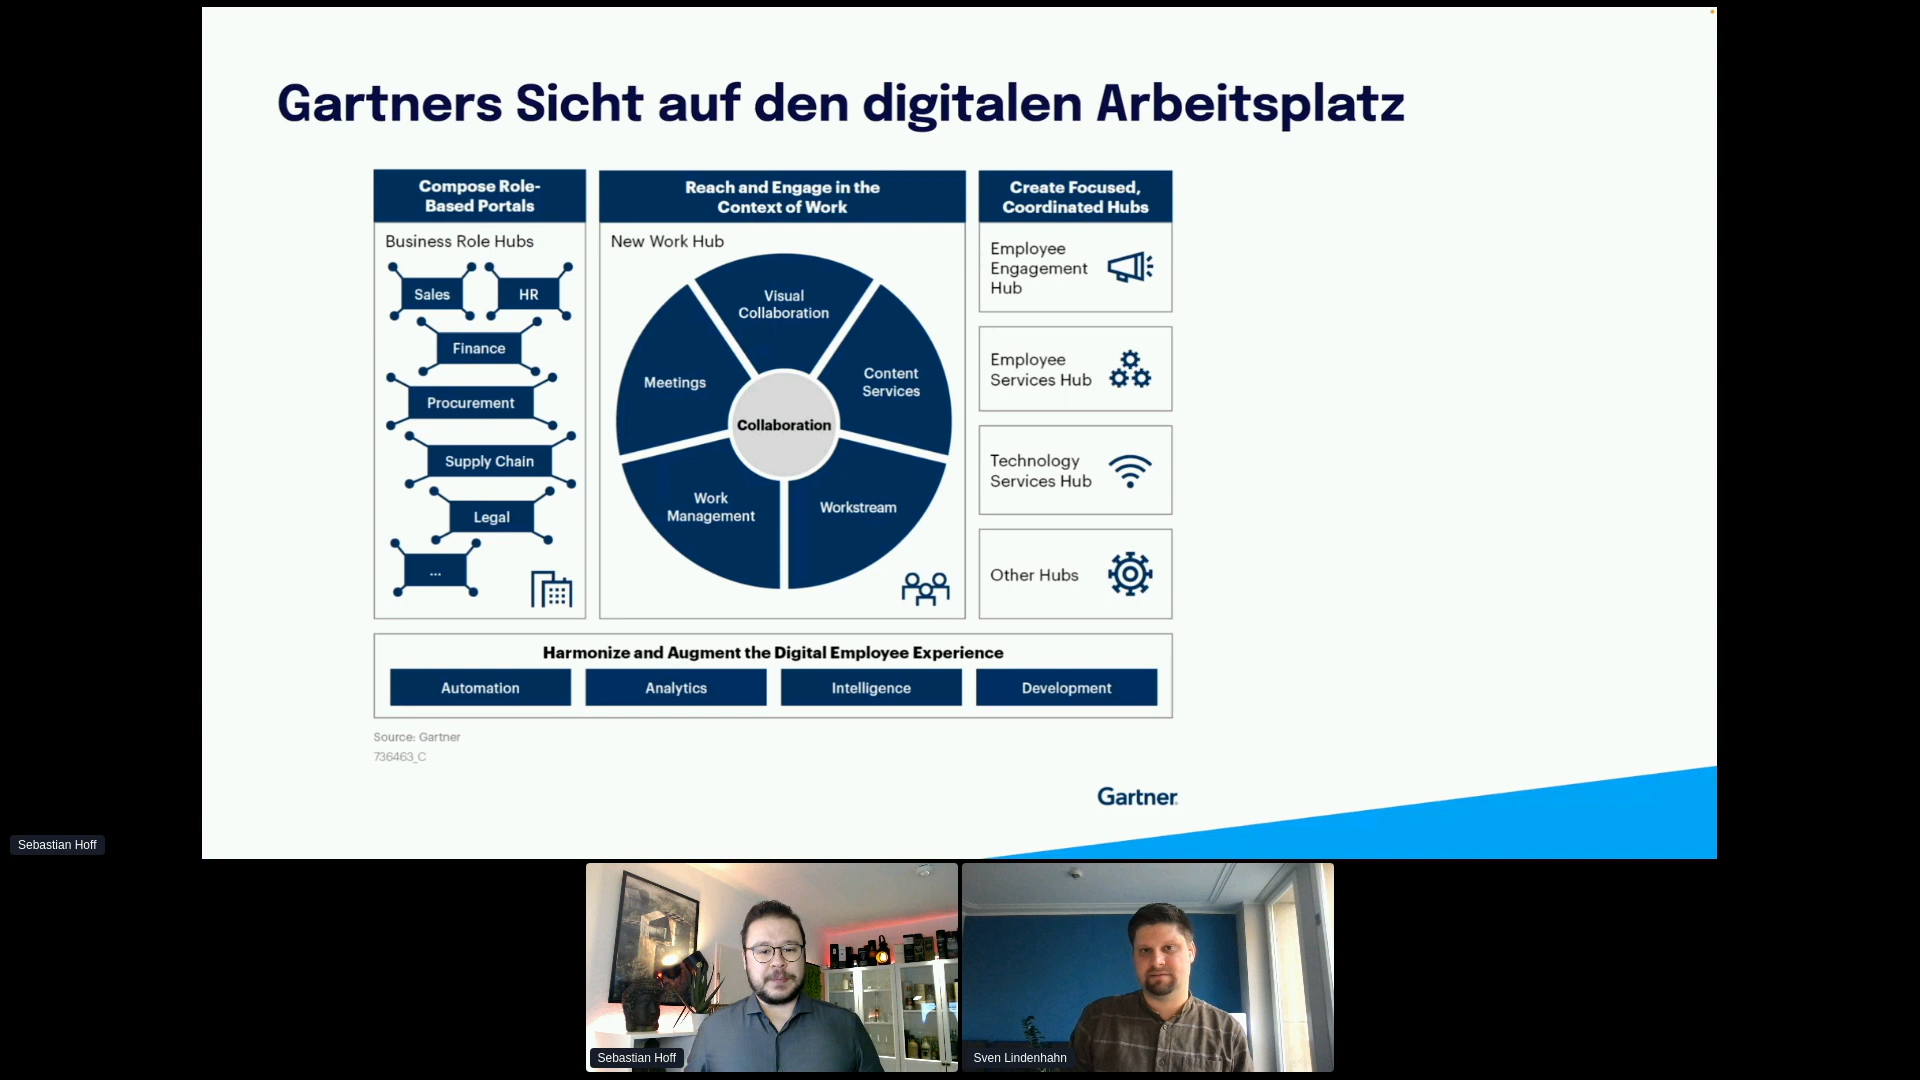 Gartners Sicht auf den digitalen Arbeitsplatz
Compose Role-
Based Portals
Business Role Hubs
Sales
HR
Finance
Procurement
Supply Chain
Legal
...
Reach and Engage in the
Context of Work
New Work Hub
Visual
Collaboration
Content
Services
Meetings
Collaboration
Work
Management
Workstream
Create Focused,
Coordinated Hubs
Employee
Engagement
Hub
Employee
Services Hub
Technology
Services Hub
Other Hubs
Harmonize and Augment the Digital Employee Experience
Automation
Analytics
Intelligence
Development
Source: Gartner
736463_C
Gartner
Sebastian Hoff
Sebastian Hoff
Sven Lindenhahn